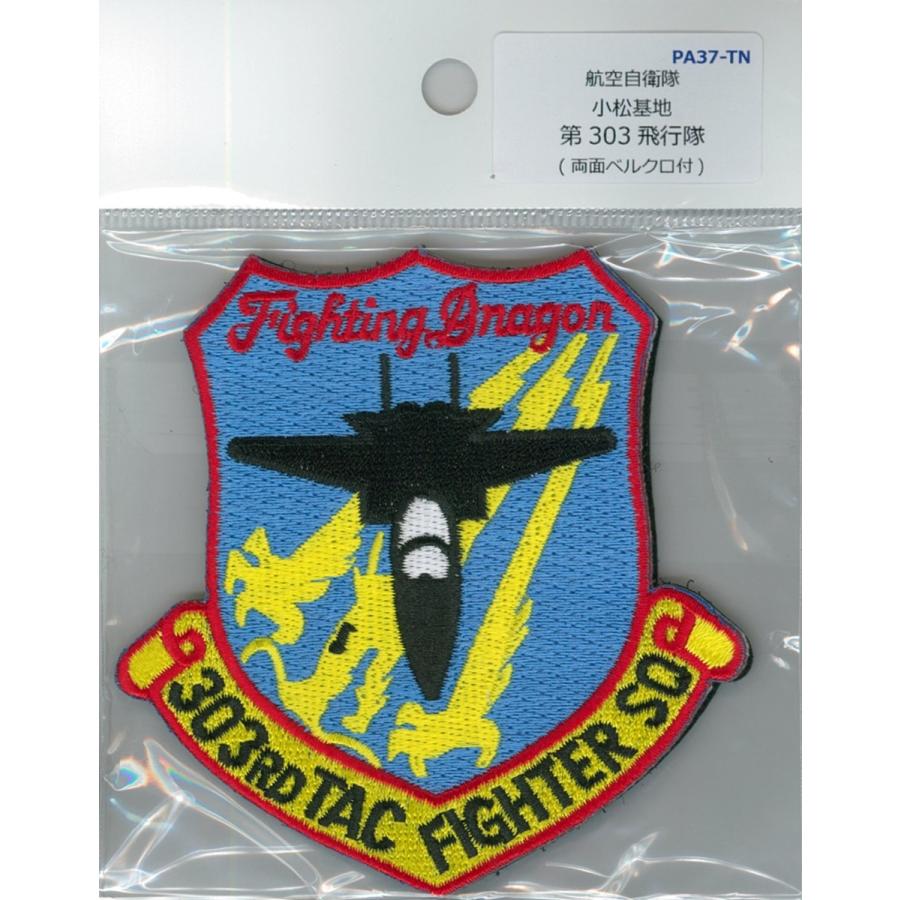 PA37-TN
航空自衛隊
小松基地
第 303 飛行隊
( 両面ベルクロ付 )
Fighting Dnagon
303RD TAC FIGHTER SQ